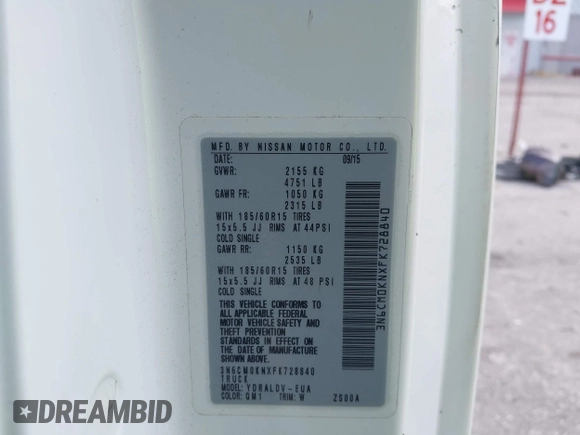 MFD. BY NISSAN MOTOR CO., LTD.
DATE: 09/15
GVWR: 2155 KG
4751 LB
GAWR FR: 1050 KG
2315 LB
WITH 185/60R15 TIRES
15x5.5 JJ RIMS AT 44PSI
COLD SINGLE
GAWR RR: 1150 KG
2535 LB
WITH 185/60R15 TIRES
15x5.5 JJ RIMS AT 48 PSI
COLD SINGLE
THIS VEHICLE CONFORMS TO
ALL APPLICABLE FEDERAL
MOTOR VEHICLE SAFETY AND
THEFT PREVENTION
STANDARDS IN EFFECT ON
THE DATE OF MANUFACTURE
SHOWN ABOVE.
3N6CM0KNXFK728840
TRUCK
MODEL: YDRALDV-EUA
COLOR: QM1 TRIM: W 2S00A
3N6CM0KNXFK728840
16
DREAMBID
.com